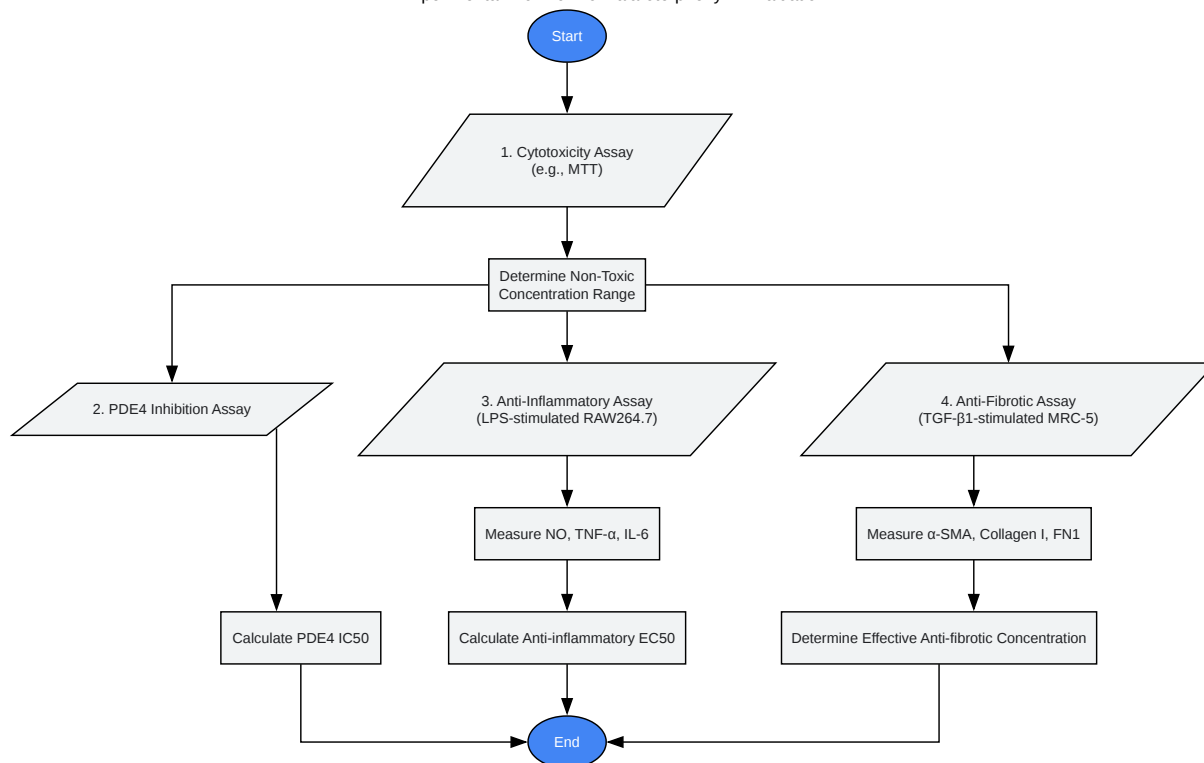 Start
1. Cytotoxicity Assay
(e.g., MTT)
Determine Non-Toxic
Concentration Range
2. PDE4 Inhibition Assay
3. Anti-Inflammatory Assay
(LPS-stimulated RAW264.7)
4. Anti-Fibrotic Assay
(TGF-β1-stimulated MRC-5)
Measure NO, TNF-α, IL-6
Measure α-SMA, Collagen I, FN1
Calculate PDE4 IC50
Calculate Anti-inflammatory EC50
Determine Effective Anti-fibrotic Concentration
End